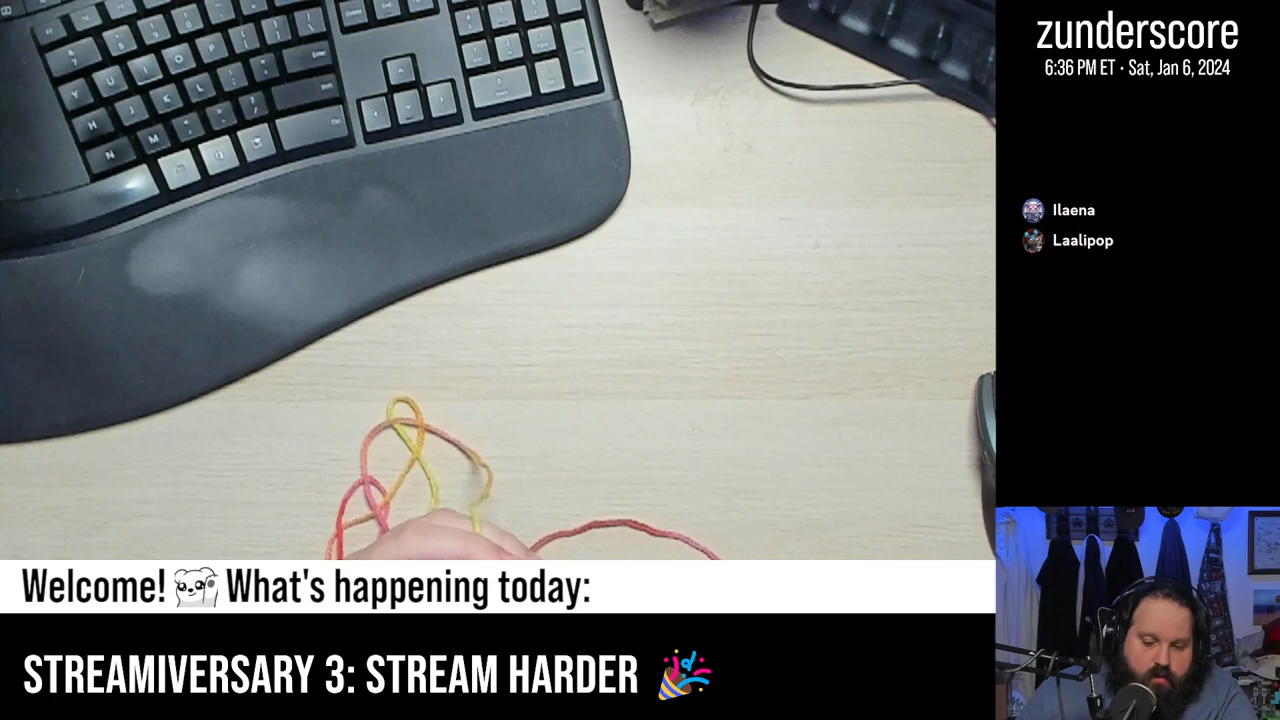 zunderscore
6:36 PM ET · Sat, Jan 6, 2024
Ilaena
Laalipop
Welcome! What's happening today:
STREAMIVERSARY 3: STREAM HARDER